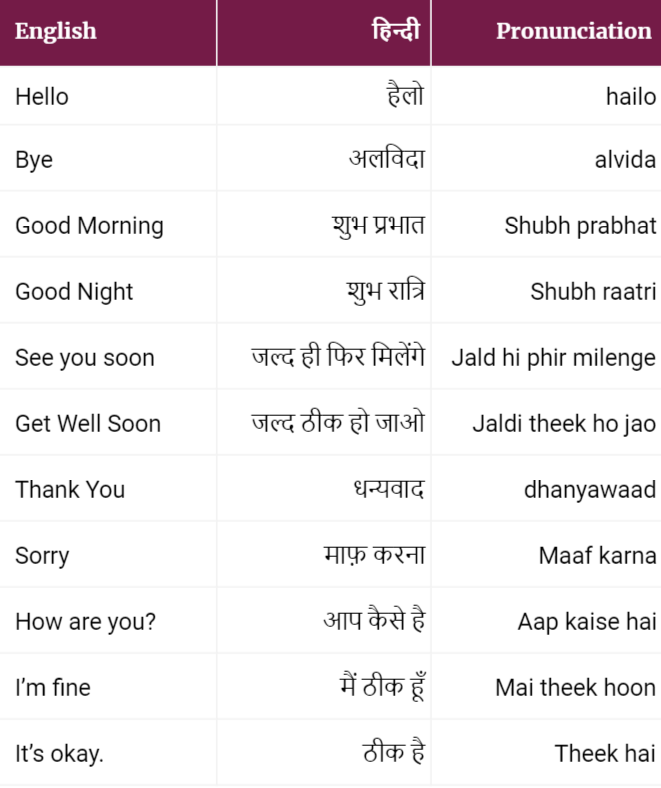 English हिन्दी Pronunciation
Hello हैलो hailo
Bye अलविदा alvida
Good Morning शुभ प्रभात Shubh prabhat
Good Night शुभ रात्रि Shubh raatri
See you soon जल्द ही फिर मिलेंगे Jald hi phir milenge
Get Well Soon जल्द ठीक हो जाओ Jaldi theek ho jao
Thank You धन्यवाद dhanyawaad
Sorry माफ़ करना Maaf karna
How are you? आप कैसे है Aap kaise hai
I’m fine मैं ठीक हूँ Mai theek hoon
It’s okay. ठीक है Theek hai